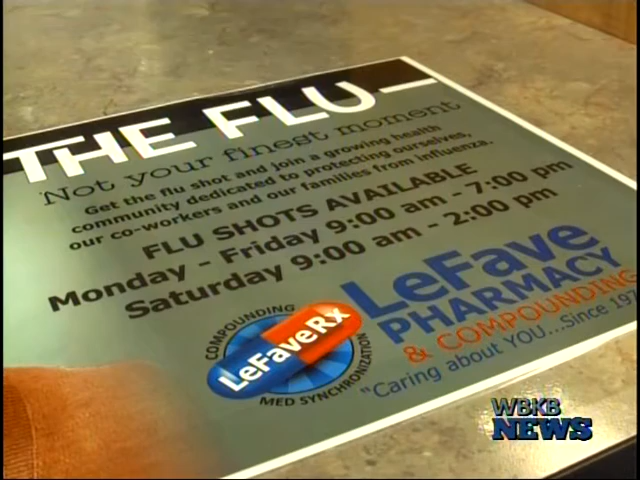 THE FLU—
Not your finest moment
Get the flu shot and join a growing health
community dedicated to protecting ourselves,
our co-workers and our families from influenza.
FLU SHOTS AVAILABLE
Monday - Friday 9:00 am - 7:00 pm
Saturday 9:00 am - 2:00 pm
LeFave
PHARMACY
& COMPOUNDING
"Caring about YOU...Since 197
COMPOUNDING
LeFaveRx
MED SYNCHRONIZATION
WBKB
NEWS